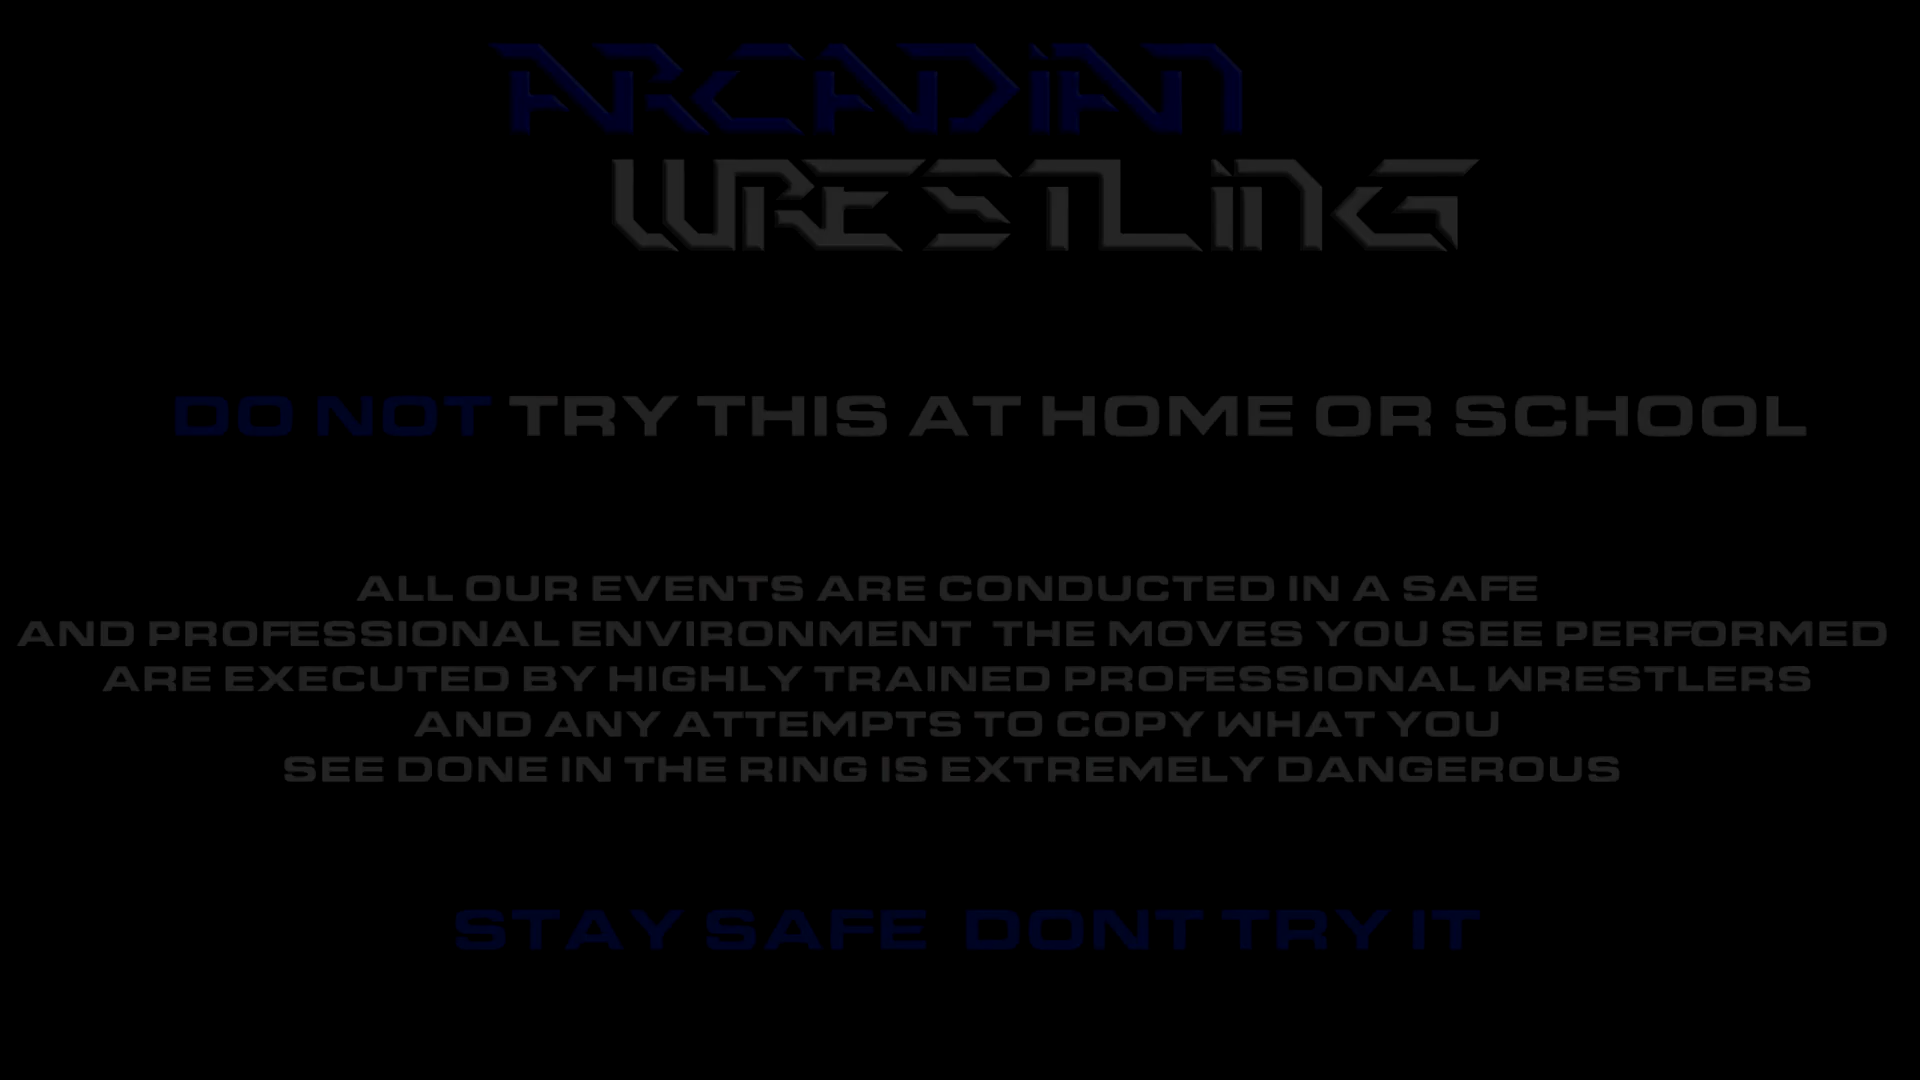 ARCADiAN
WRESTLiNG
DO NOT TRY THIS AT HOME OR SCHOOL
ALL OUR EVENTS ARE CONDUCTED IN A SAFE
AND PROFESSIONAL ENVIRONMENT THE MOVES YOU SEE PERFORMED
ARE EXECUTED BY HIGHLY TRAINED PROFESSIONAL WRESTLERS
AND ANY ATTEMPTS TO COPY WHAT YOU
SEE DONE IN THE RING IS EXTREMELY DANGEROUS
STAY SAFE DONT TRY IT